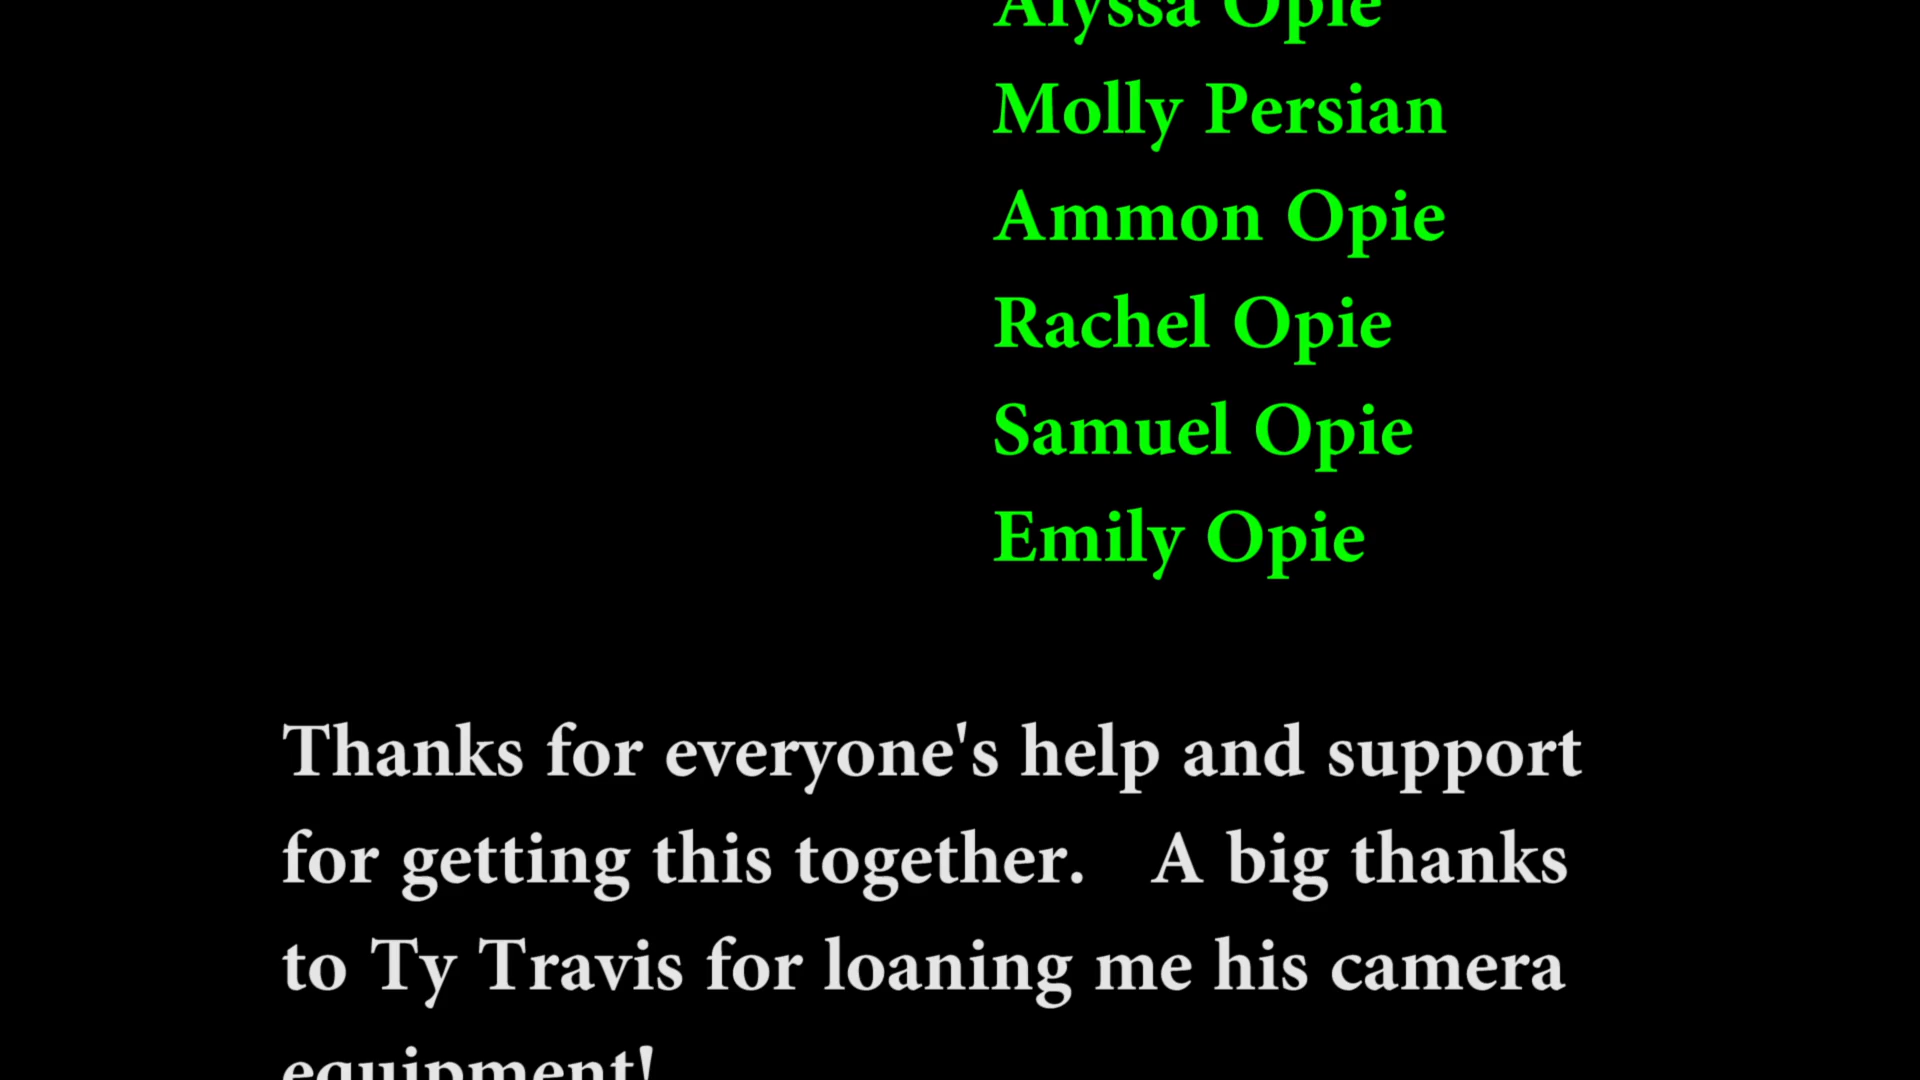 Alyssa Opie
Molly Persian
Ammon Opie
Rachel Opie
Samuel Opie
Emily Opie
Thanks for everyone's help and support
for getting this together.   A big thanks
to Ty Travis for loaning me his camera
equipment!